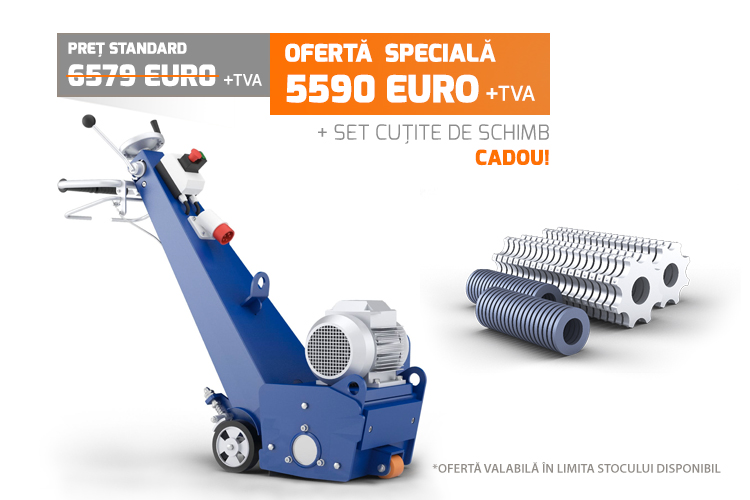 PREȚ STANDARD
6579 EURO +TVA
OFERTĂ SPECIALĂ
5590 EURO +TVA
+ SET CUȚITE DE SCHIMB
CADOU!
*OFERTĂ VALABILĂ ÎN LIMITA STOCULUI DISPONIBIL